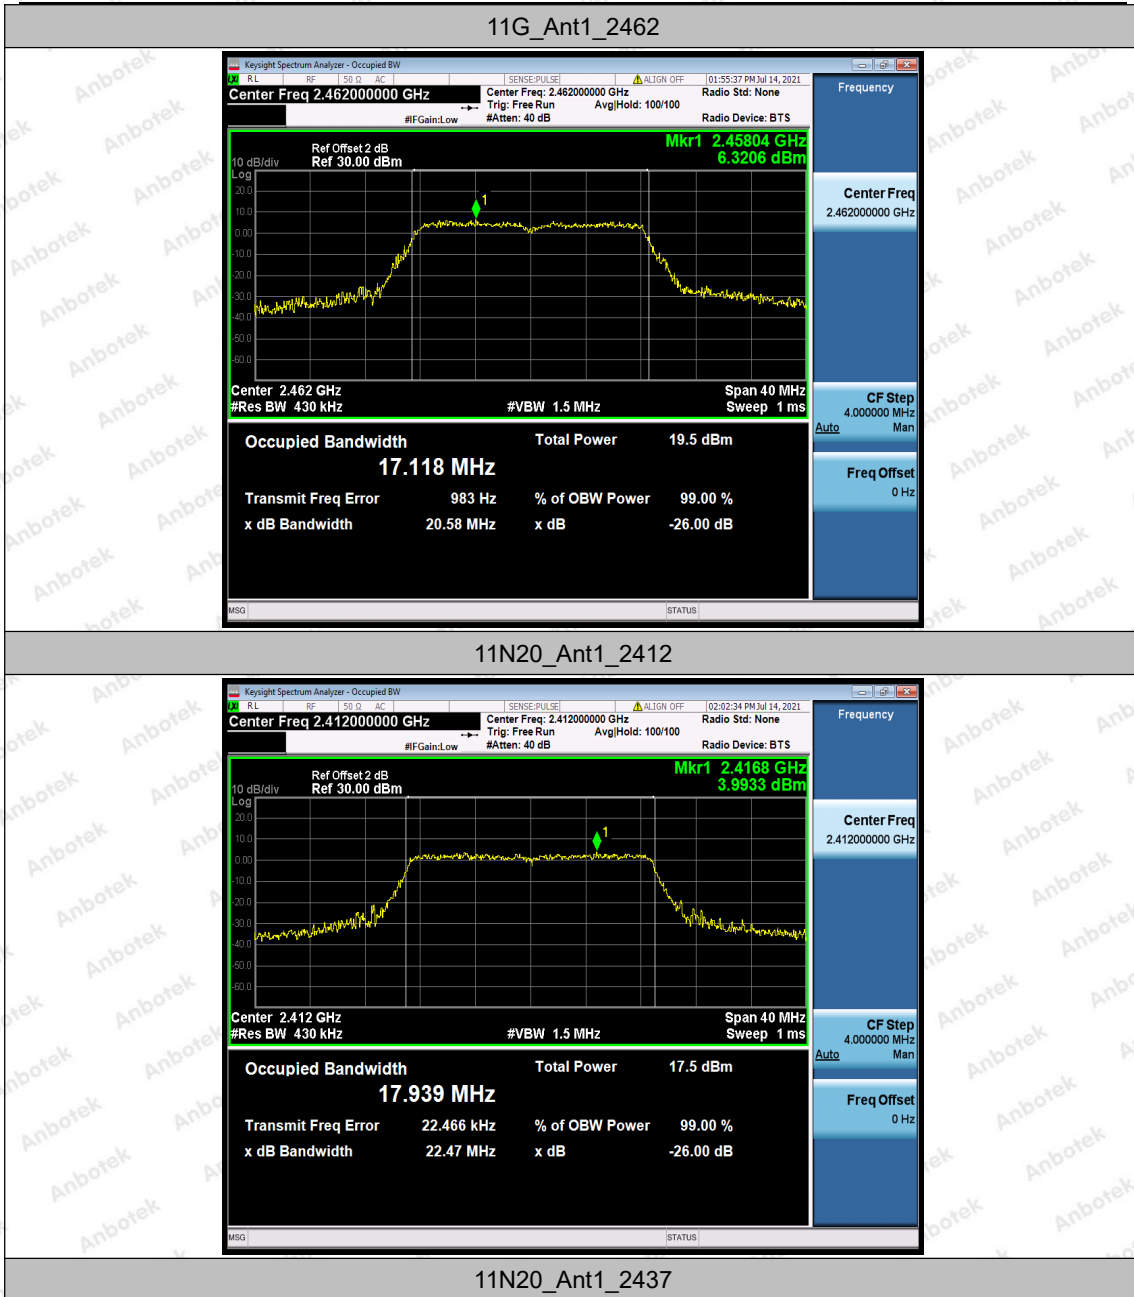 11G_Ant1_2462
Keysight Spectrum Analyzer - Occupied BW
RL RF 50 Ω AC SENSE:PULSE ALIGN OFF 01:55:37 PM Jul 14, 2021
Center Freq 2.462000000 GHz
Center Freq: 2.462000000 GHz Radio Std: None
Trig: Free Run Avg|Hold: 100/100
#IFGain:Low #Atten: 40 dB Radio Device: BTS
Mkr1 2.45804 GHz
6.3206 dBm
Ref Offset 2 dB
10 dB/div Ref 30.00 dBm
Log
20.0
10.0
0.00
-10.0
-20.0
-30.0
-40.0
-50.0
-60.0
1
Center 2.462 GHz Span 40 MHz
#Res BW 430 kHz #VBW 1.5 MHz Sweep 1 ms
Occupied Bandwidth Total Power 19.5 dBm
17.118 MHz
Transmit Freq Error 983 Hz % of OBW Power 99.00 %
x dB Bandwidth 20.58 MHz x dB -26.00 dB
MSG STATUS
Frequency
Center Freq
2.462000000 GHz
CF Step
4.000000 MHz
Auto Man
Freq Offset
0 Hz
11N20_Ant1_2412
Keysight Spectrum Analyzer - Occupied BW
RL RF 50 Ω AC SENSE:PULSE ALIGN OFF 02:02:34 PM Jul 14, 2021
Center Freq 2.412000000 GHz
Center Freq: 2.412000000 GHz Radio Std: None
Trig: Free Run Avg|Hold: 100/100
#IFGain:Low #Atten: 40 dB Radio Device: BTS
Mkr1 2.4168 GHz
3.9933 dBm
Ref Offset 2 dB
10 dB/div Ref 30.00 dBm
Log
20.0
10.0
0.00
-10.0
-20.0
-30.0
-40.0
-50.0
-60.0
1
Center 2.412 GHz Span 40 MHz
#Res BW 430 kHz #VBW 1.5 MHz Sweep 1 ms
Occupied Bandwidth Total Power 17.5 dBm
17.939 MHz
Transmit Freq Error 22.466 kHz % of OBW Power 99.00 %
x dB Bandwidth 22.47 MHz x dB -26.00 dB
MSG STATUS
Frequency
Center Freq
2.412000000 GHz
CF Step
4.000000 MHz
Auto Man
Freq Offset
0 Hz
11N20_Ant1_2437
Anbotek